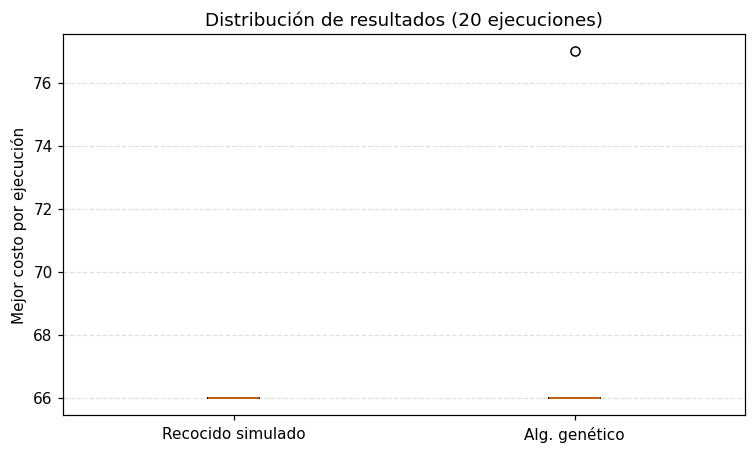 Distribución de resultados (20 ejecuciones)
Mejor costo por ejecución
76
74
72
70
68
66
Recocido simulado
Alg. genético